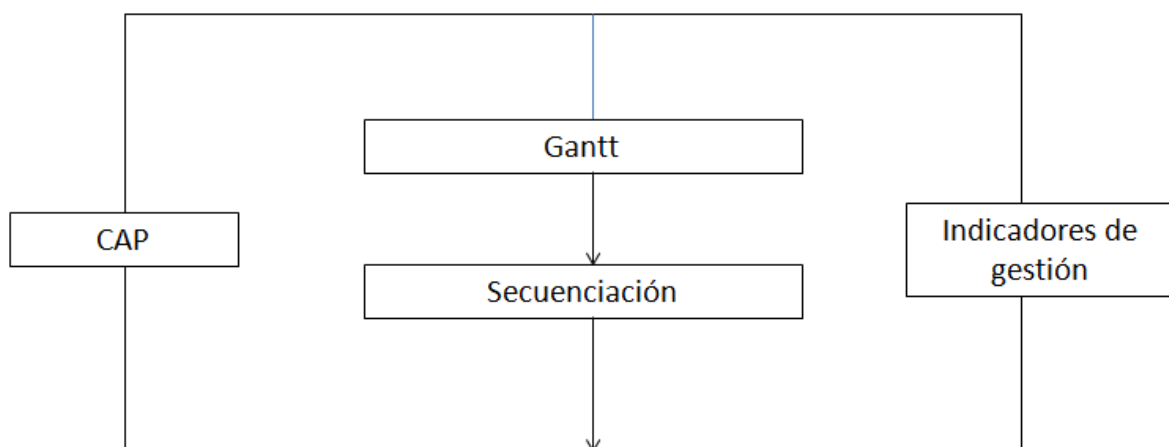 Gantt
CAP
Indicadores de
gestión
Secuenciación